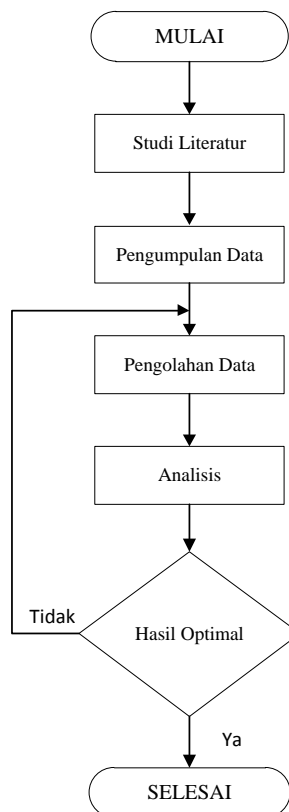 MULAI
Studi Literatur
Pengumpulan Data
Pengolahan Data
Analisis
Tidak
Hasil Optimal
Ya
SELESAI